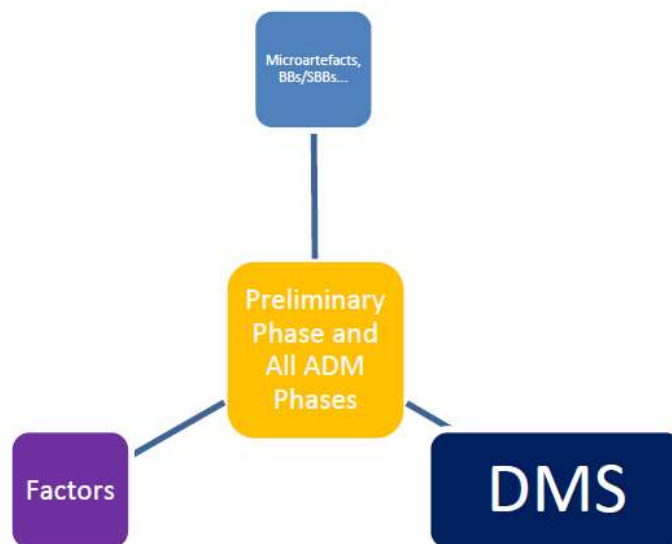 Microartefacts,
BBs/SBBs...
Preliminary
Phase and
All ADM
Phases
Factors
DMS